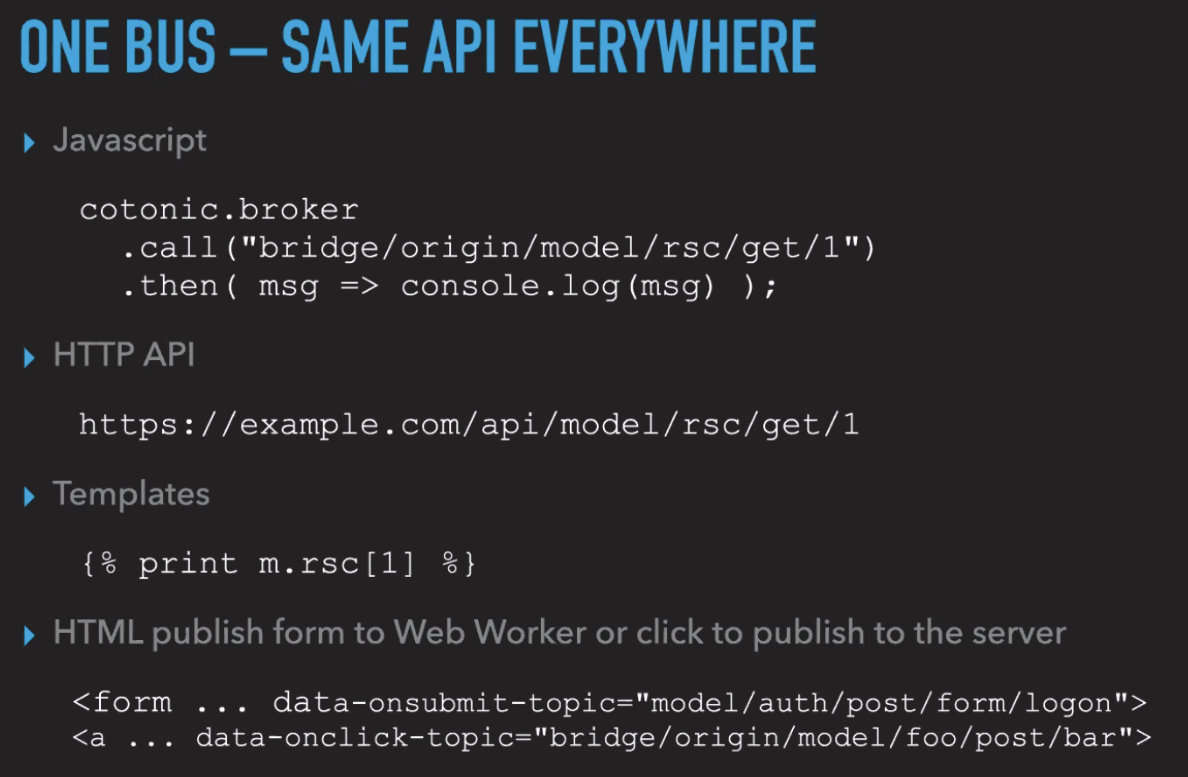 ONE BUS – SAME API EVERYWHERE
Javascript
cotonic.broker
.call("bridge/origin/model/rsc/get/1")
.then( msg => console.log(msg) );
HTTP API
https://example.com/api/model/rsc/get/1
Templates
{% print m.rsc[1] %}
HTML publish form to Web Worker or click to publish to the server
<form ... data-onsubmit-topic="model/auth/post/form/logon">
<a ... data-onclick-topic="bridge/origin/model/foo/post/bar">